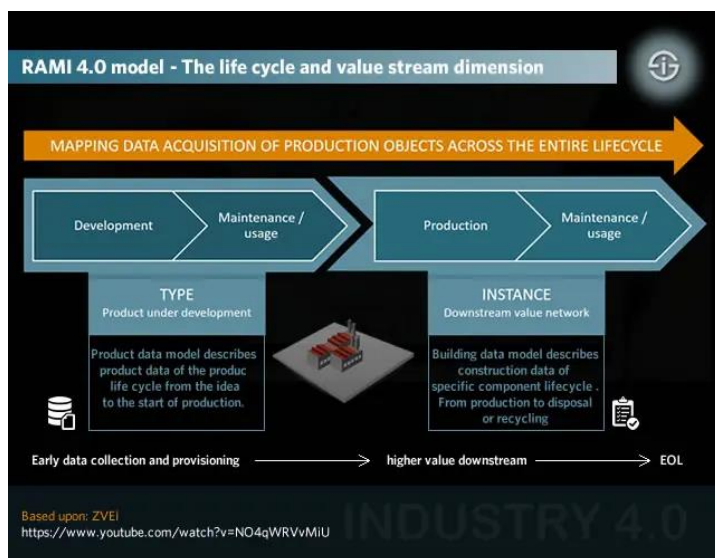 RAMI 4.0 model - The life cycle and value stream dimension
MAPPING DATA ACQUISITION OF PRODUCTION OBJECTS ACROSS THE ENTIRE LIFECYCLE
Development
Maintenance /
usage
Production
Maintenance /
usage
TYPE
Product under development
INSTANCE
Downstream value network
Product data model describes
product data of the produc
life cycle from the idea
to the start of production.
Building data model describes
construction data of
specific component lifecycle .
From production to disposal
or recycling
Early data collection and provisioning
higher value downstream
EOL
Based upon: ZVEi
https://www.youtube.com/watch?v=NO4qWRVvMiU
INDUSTRY 4.0